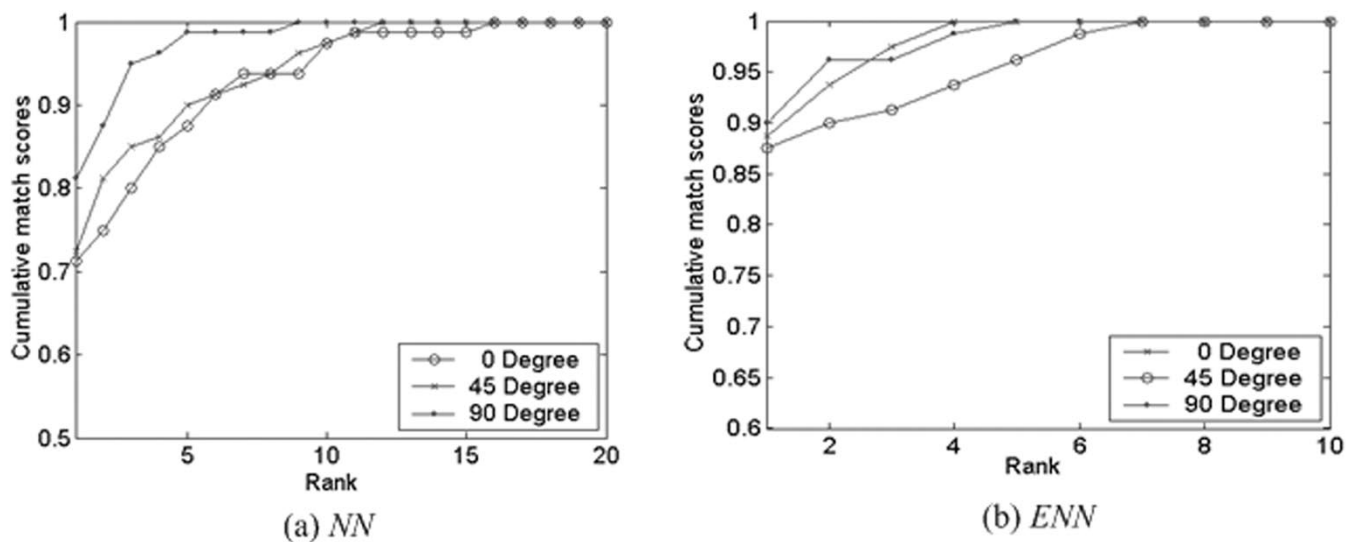 Cumulative match scores
1
0.9
0.8
0.7
0.6
0.5
5
10
15
20
Rank
0 Degree
45 Degree
90 Degree
(a) NN
Cumulative match scores
1
0.95
0.9
0.85
0.8
0.75
0.7
0.65
0.6
2
4
6
8
10
Rank
0 Degree
45 Degree
90 Degree
(b) ENN